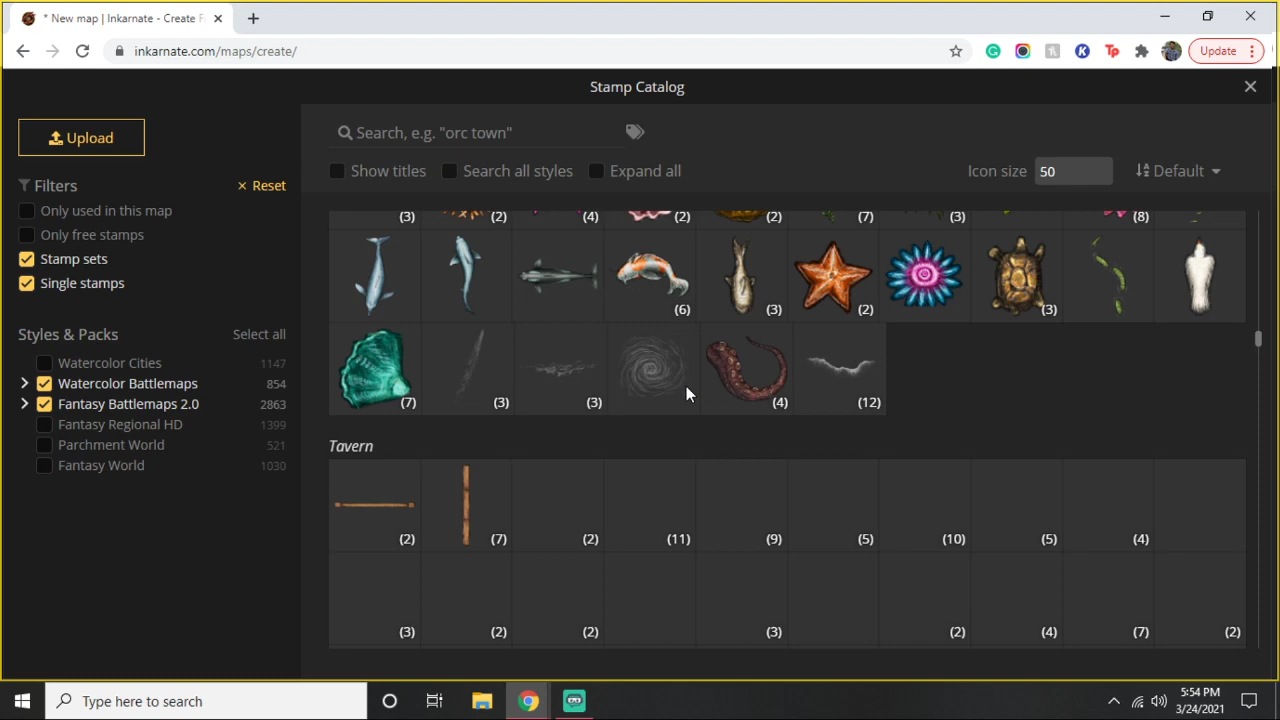 * New map | Inkarnate - Create F
inkarnate.com/maps/create/
Update
Stamp Catalog
Upload
Search, e.g. "orc town"
Filters
Reset
Show titles
Search all styles
Expand all
Icon size
50
Default
Only used in this map
Only free stamps
Stamp sets
Single stamps
Styles & Packs
Select all
Watercolor Cities 1147
Watercolor Battlemaps 854
Fantasy Battlemaps 2.0 2863
Fantasy Regional HD 1399
Parchment World 521
Fantasy World 1030
(3) (2) (4) (2) (2) (7) (3) (8)
(6) (3) (2) (3)
(7) (3) (3) (4) (12)
Tavern
(2) (7) (2) (11) (9) (5) (10) (5) (4)
(3) (2) (2) (3) (2) (4) (7) (2)
Type here to search
5:54 PM
3/24/2021